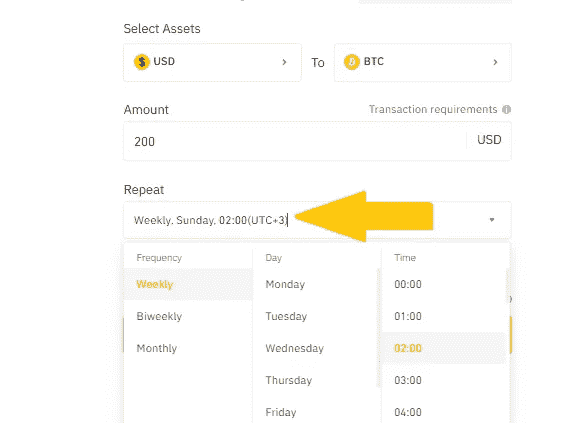 Select Assets
USD To BTC
Amount Transaction requirements
200 USD
Repeat
Weekly, Sunday, 02:00(UTC+3)
Frequency Day Time
Weekly Monday 00:00
Biweekly Tuesday 01:00
Monthly Wednesday 02:00
Thursday 03:00
Friday 04:00